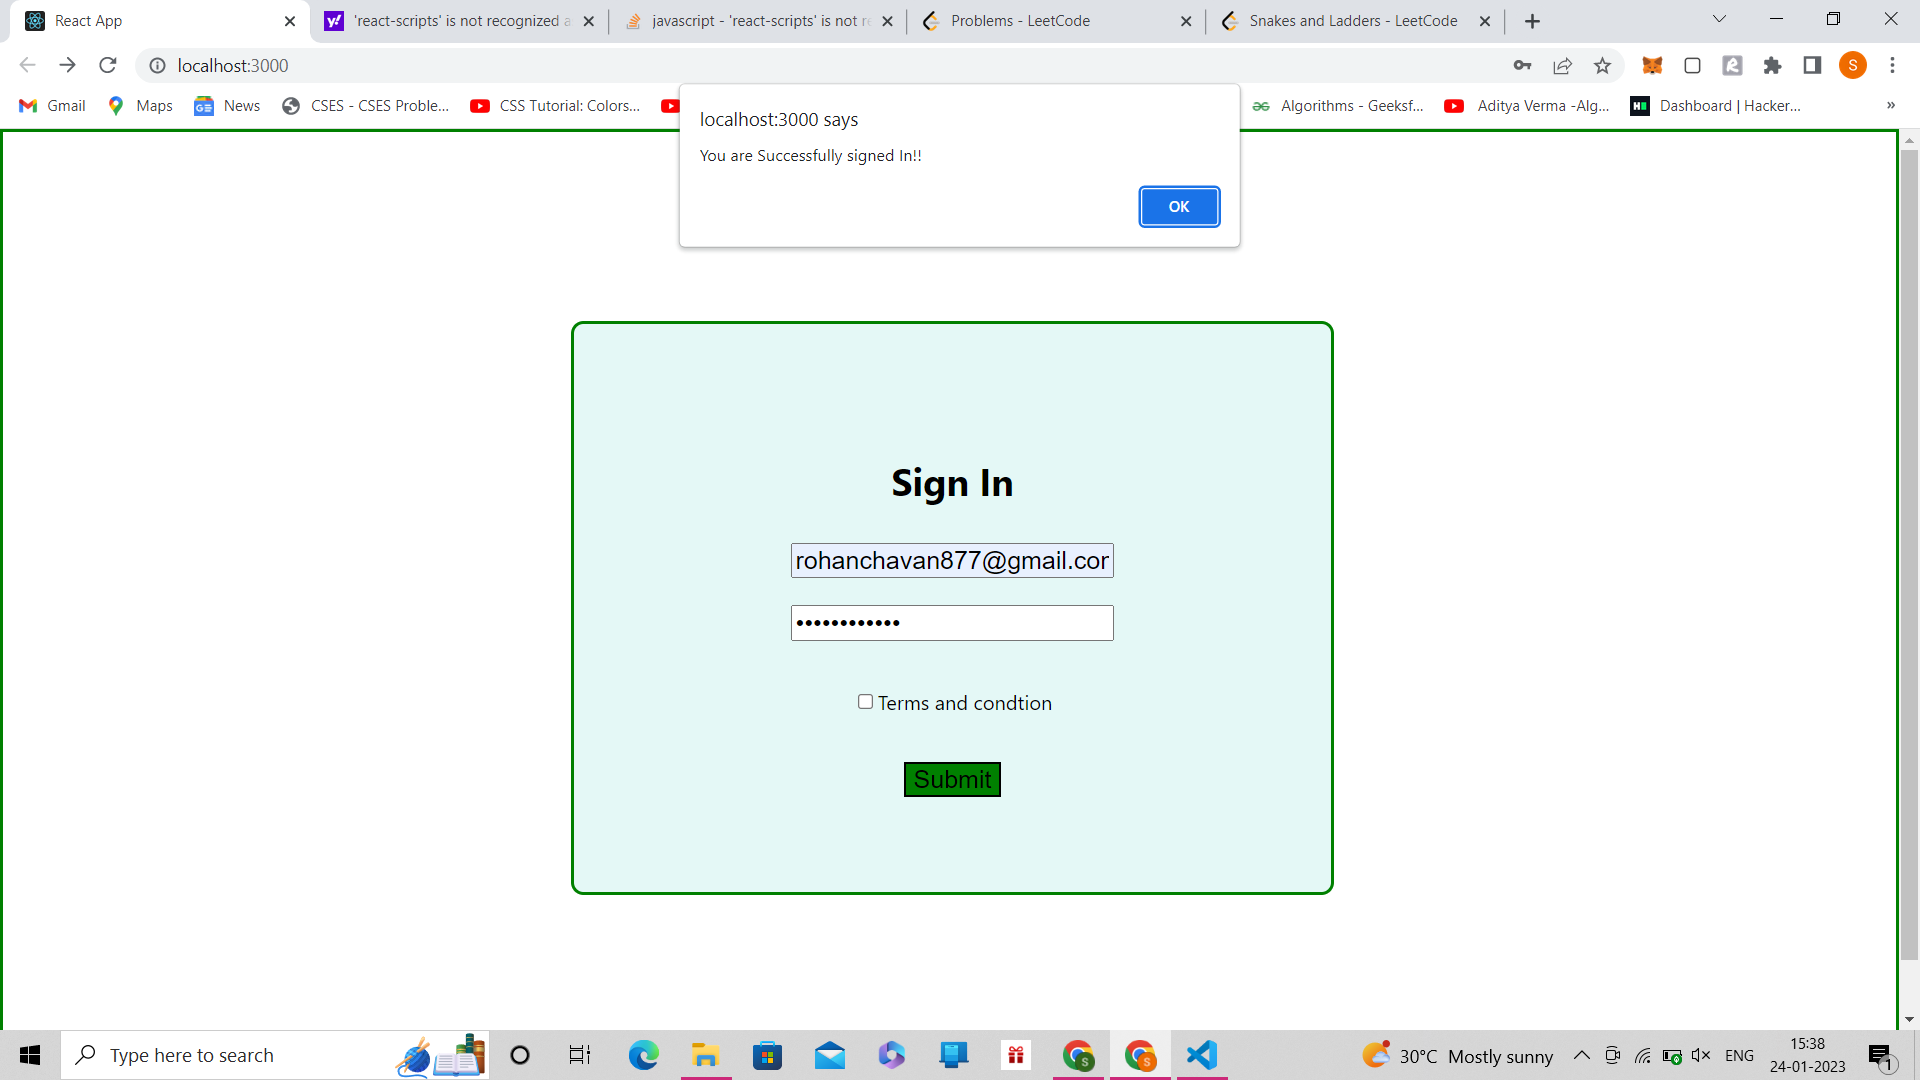 React App
'react-scripts' is not recognized a
javascript - 'react-scripts' is not re
Problems - LeetCode
Snakes and Ladders - LeetCode
localhost:3000
S
Gmail
Maps
News
CSES - CSES Proble...
CSS Tutorial: Colors...
Algorithms - Geeksf...
Aditya Verma -Alg...
Dashboard | Hacker...
»
localhost:3000 says
You are Successfully signed In!!
OK
Sign In
rohanchavan877@gmail.cor
Terms and condtion
Submit
Type here to search
30°C Mostly sunny
ENG
15:38
24-01-2023
1